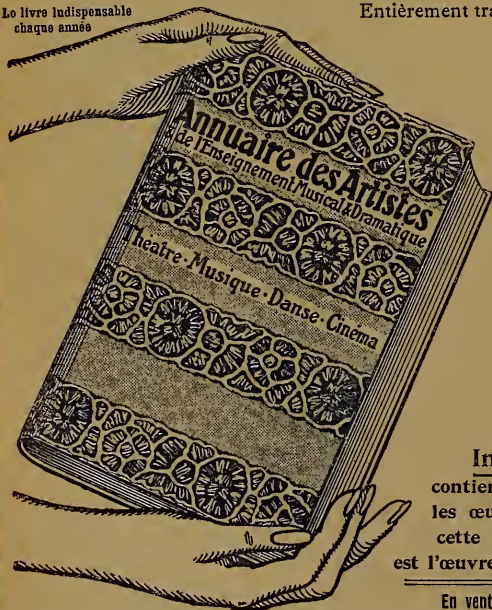 Le livre indispensable
chaque année
Entièrement tra
Annuaire des Artistes
& de l'Enseignement Musical & Dramatique
Théatre · Musique · Danse · Cinéma
In
contien
les œu
cette
est l'œuvre
En vent